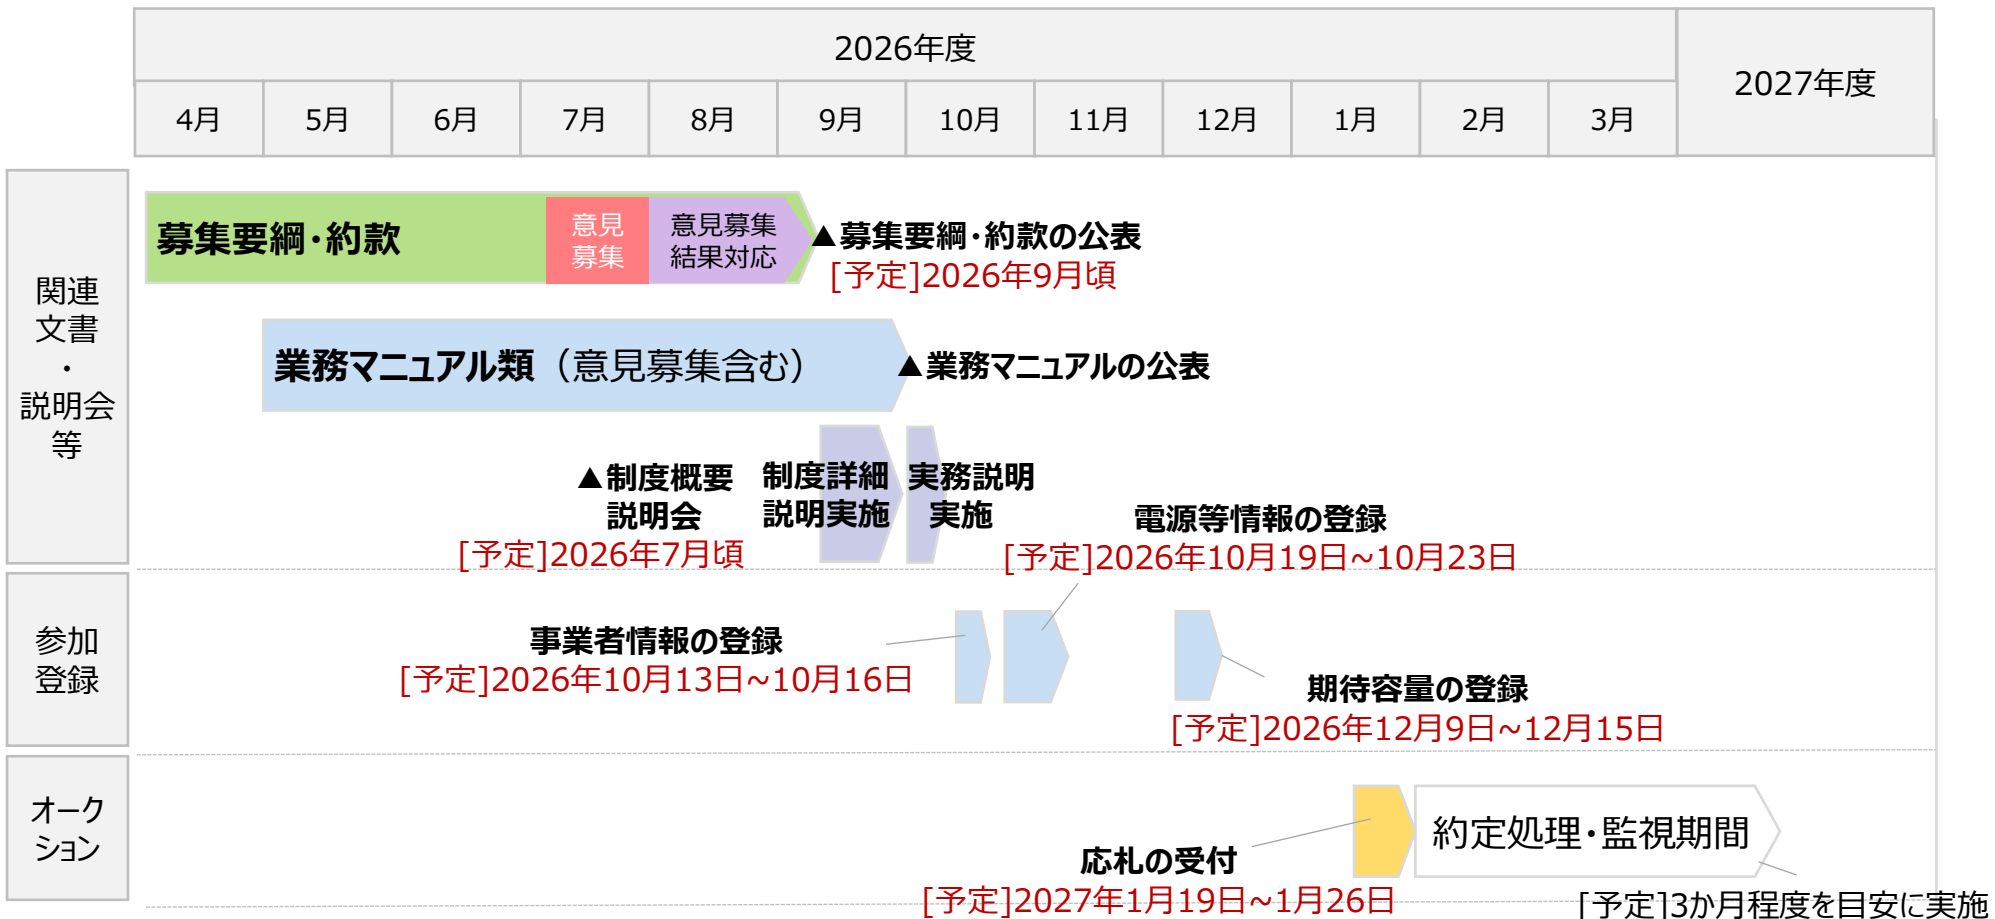 2026年度
2027年度
4月
5月
6月
7月
8月
9月
10月
11月
12月
1月
2月
3月
関連
文書
・
説明会
等
募集要綱・約款
意見
募集
意見募集
結果対応
▲募集要綱・約款の公表
[予定]2026年9月頃
業務マニュアル類（意見募集含む）
▲業務マニュアルの公表
▲制度概要
説明会
[予定]2026年7月頃
制度詳細
説明実施
実務説明
実施
電源等情報の登録
[予定]2026年10月19日~10月23日
参加
登録
事業者情報の登録
[予定]2026年10月13日~10月16日
期待容量の登録
[予定]2026年12月9日~12月15日
オーク
ション
応札の受付
[予定]2027年1月19日~1月26日
約定処理・監視期間
[予定]3か月程度を目安に実施